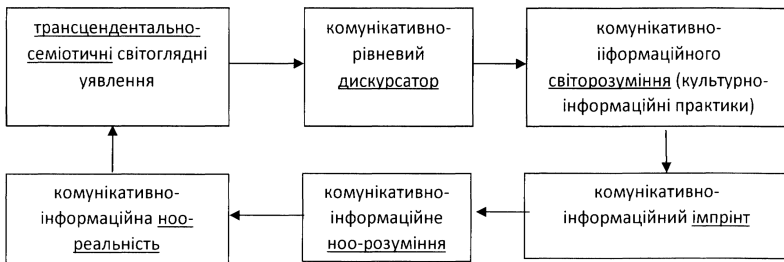 трансцендентально-
семіотичні світоглядні
уявлення
комунікативно-
рівневий
дискурсатор
комунікативно-
ііформаційного
світорозуміння (культурно-
інформаційні практики)
комунікативно-
інформаційна ноо-
реальність
комунікативно-
інформаційне
ноо-розуміння
комунікативно-
інформаційний імпрінт